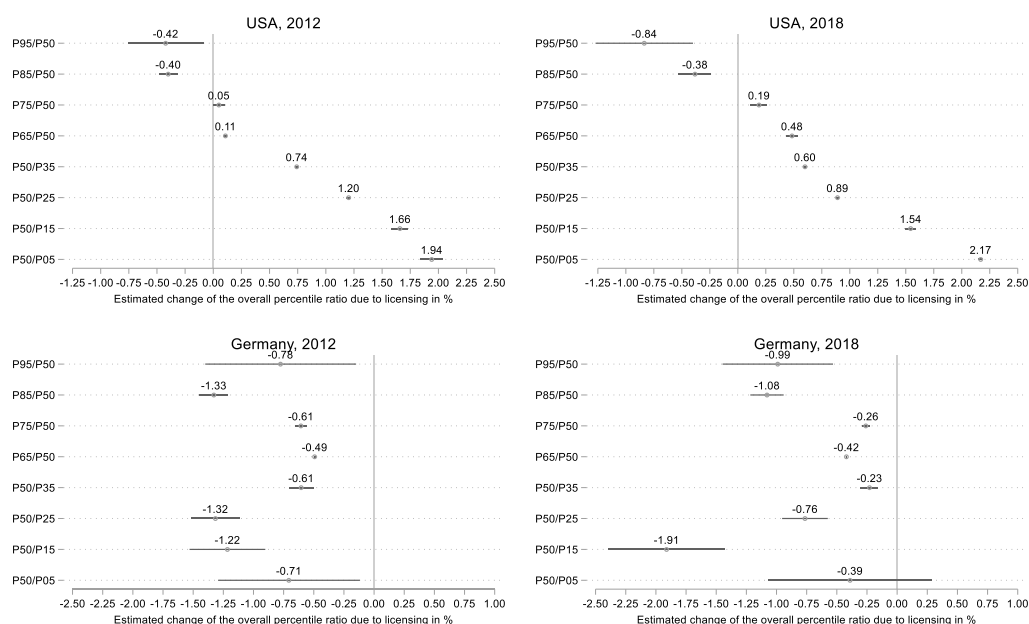 USA, 2012
P95/P50
-0.42
P85/P50
-0.40
P75/P50
0.05
P65/P50
0.11
P50/P35
0.74
P50/P25
1.20
P50/P15
1.66
P50/P05
1.94
-1.25 -1.00 -0.75 -0.50 -0.25 0.00 0.25 0.50 0.75 1.00 1.25 1.50 1.75 2.00 2.25 2.50
Estimated change of the overall percentile ratio due to licensing in %
USA, 2018
P95/P50
-0.84
P85/P50
-0.38
P75/P50
0.19
P65/P50
0.48
P50/P35
0.60
P50/P25
0.89
P50/P15
1.54
P50/P05
2.17
-1.25 -1.00 -0.75 -0.50 -0.25 0.00 0.25 0.50 0.75 1.00 1.25 1.50 1.75 2.00 2.25 2.50
Estimated change of the overall percentile ratio due to licensing in %
Germany, 2012
P95/P50
-0.78
P85/P50
-1.33
P75/P50
-0.61
P65/P50
-0.49
P50/P35
-0.61
P50/P25
-1.32
P50/P15
-1.22
P50/P05
-0.71
-2.50 -2.25 -2.00 -1.75 -1.50 -1.25 -1.00 -0.75 -0.50 -0.25 0.00 0.25 0.50 0.75 1.00
Estimated change of the overall percentile ratio due to licensing in %
Germany, 2018
P95/P50
-0.99
P85/P50
-1.08
P75/P50
-0.26
P65/P50
-0.42
P50/P35
-0.23
P50/P25
-0.76
P50/P15
-1.91
P50/P05
-0.39
-2.50 -2.25 -2.00 -1.75 -1.50 -1.25 -1.00 -0.75 -0.50 -0.25 0.00 0.25 0.50 0.75 1.00
Estimated change of the overall percentile ratio due to licensing in %